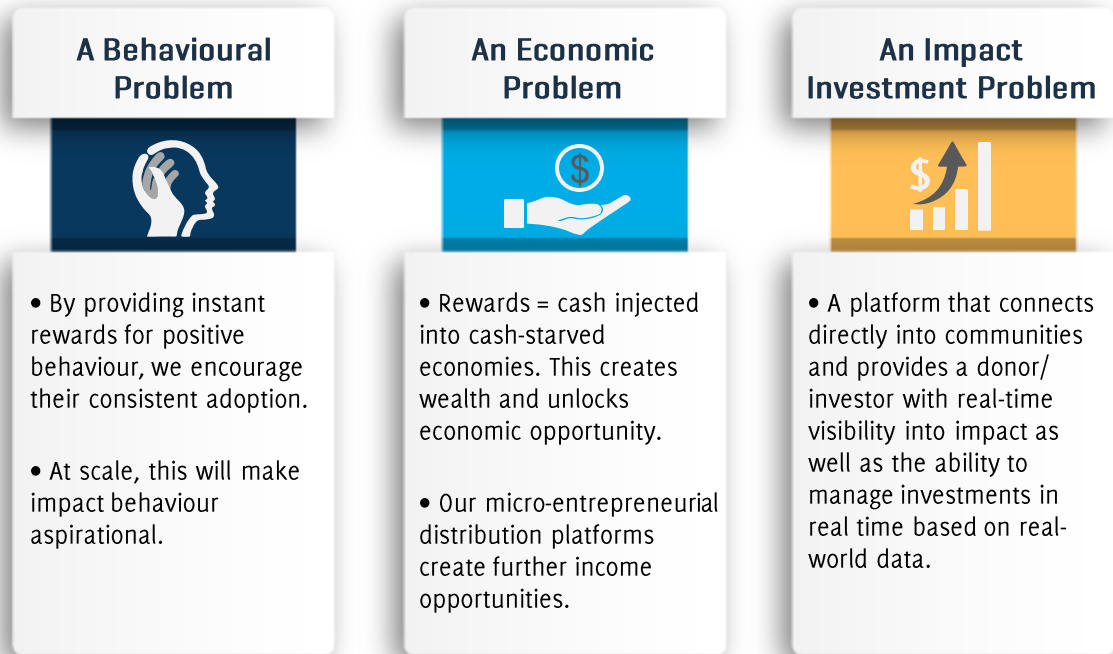 A Behavioural
Problem
• By providing instant
rewards for positive
behaviour, we encourage
their consistent adoption.
• At scale, this will make
impact behaviour
aspirational.
An Economic
Problem
$
• Rewards = cash injected
into cash-starved
economies. This creates
wealth and unlocks
economic opportunity.
• Our micro-entrepreneurial
distribution platforms
create further income
opportunities.
An Impact
Investment Problem
$
• A platform that connects
directly into communities
and provides a donor/
investor with real-time
visibility into impact as
well as the ability to
manage investments in
real time based on real-
world data.